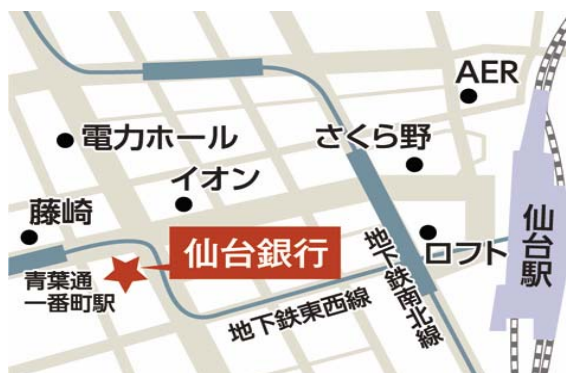 AER
電力ホール
さくら野
イオン
藤崎
仙台銀行
ロフト
仙台駅
青葉通
一番町駅
地下鉄東西線
地下鉄南北線